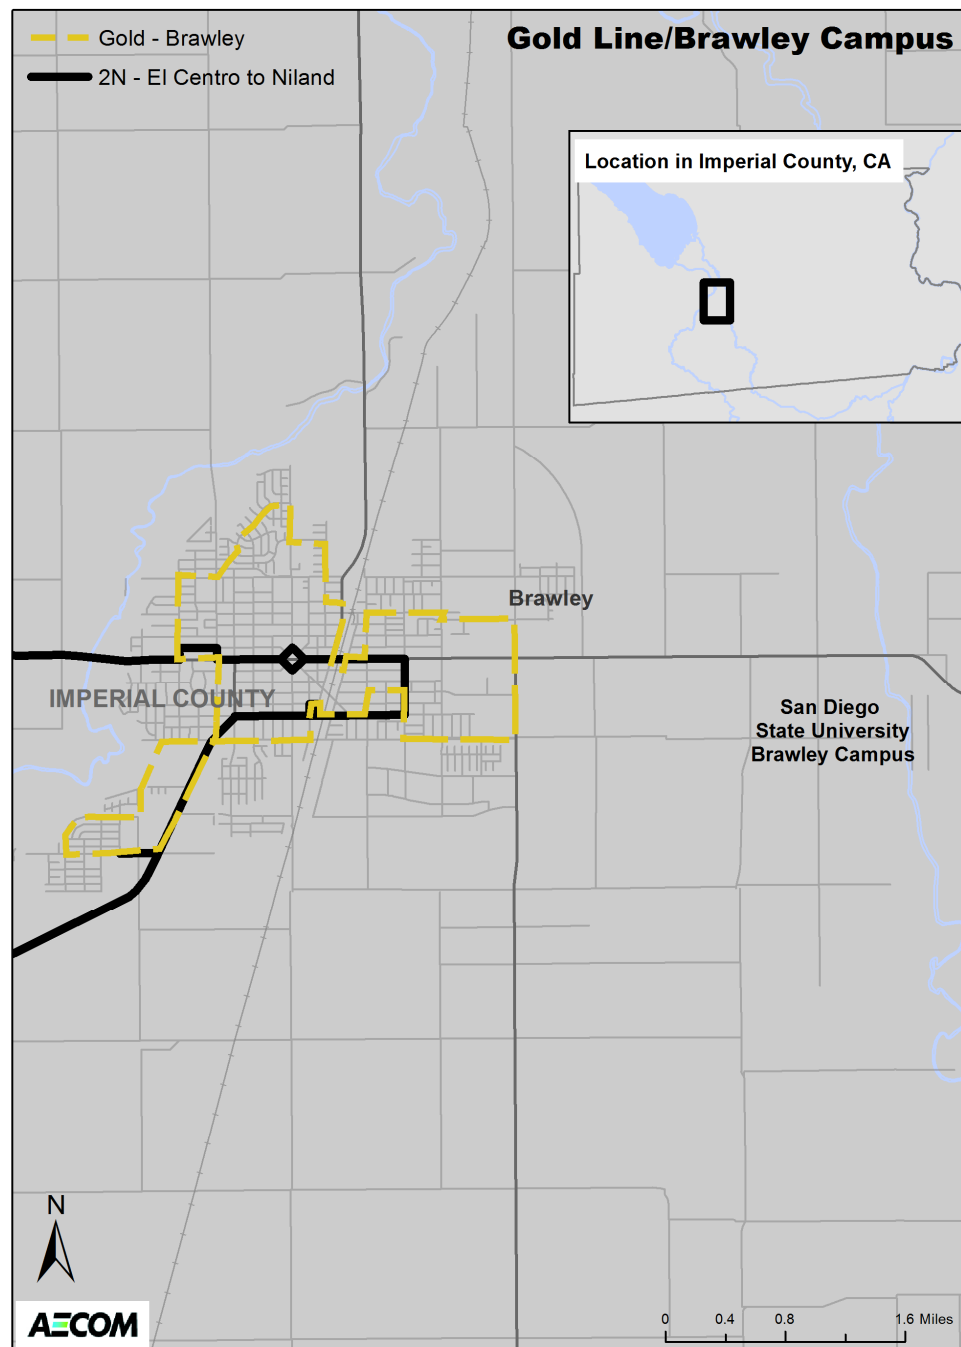 Gold - Brawley
2N - El Centro to Niland
Gold Line/Brawley Campus
Location in Imperial County, CA
Brawley
IMPERIAL COUNTY
San Diego
State University
Brawley Campus
N
AECOM
0 0.4 0.8 1.6 Miles